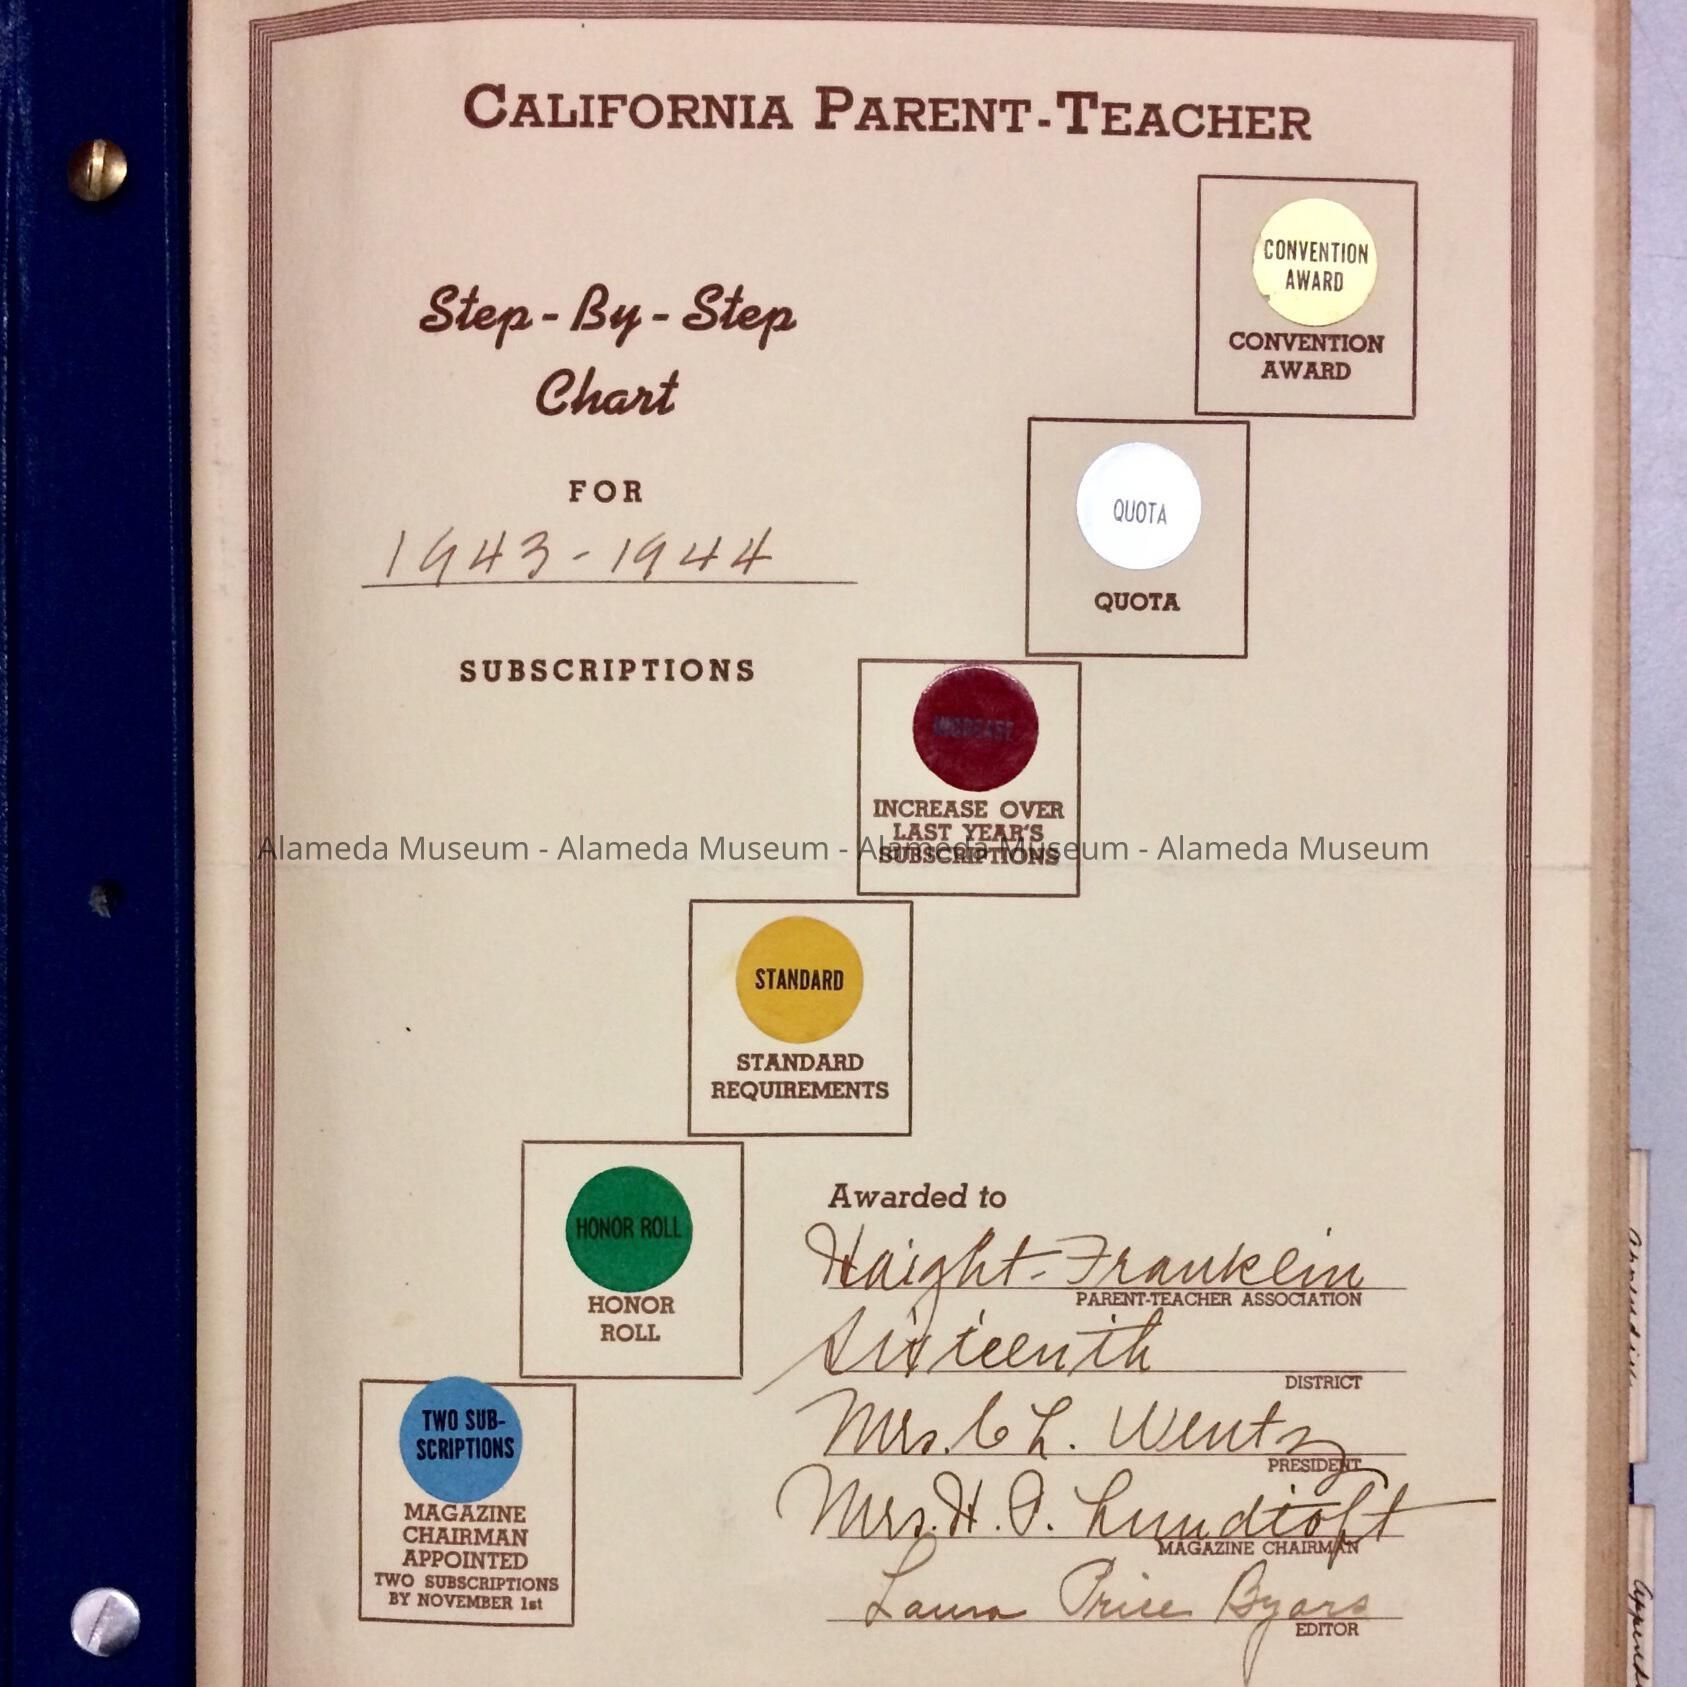 CALIFORNIA PARENT-TEACHER
Step-By-Step
Chart
FOR
1943-1944
SUBSCRIPTIONS
CONVENTION
AWARD
CONVENTION
AWARD
QUOTA
QUOTA
INCREASE
INCREASE OVER
LAST YEAR'S
SUBSCRIPTIONS
Alameda Museum - Alameda Museum - Alameda Museum - Alameda Museum
STANDARD
STANDARD
REQUIREMENTS
HONOR ROLL
HONOR
ROLL
TWO SUB-
SCRIPTIONS
MAGAZINE
CHAIRMAN
APPOINTED
TWO SUBSCRIPTIONS
BY NOVEMBER 1st
Awarded to
Haight-Franklin
PARENT-TEACHER ASSOCIATION
Sixteenth
DISTRICT
Mrs. C L. Wentz
PRESIDENT
Mrs. H. P. Lundtoft
MAGAZINE CHAIRMAN
Laura Price Byars
EDITOR